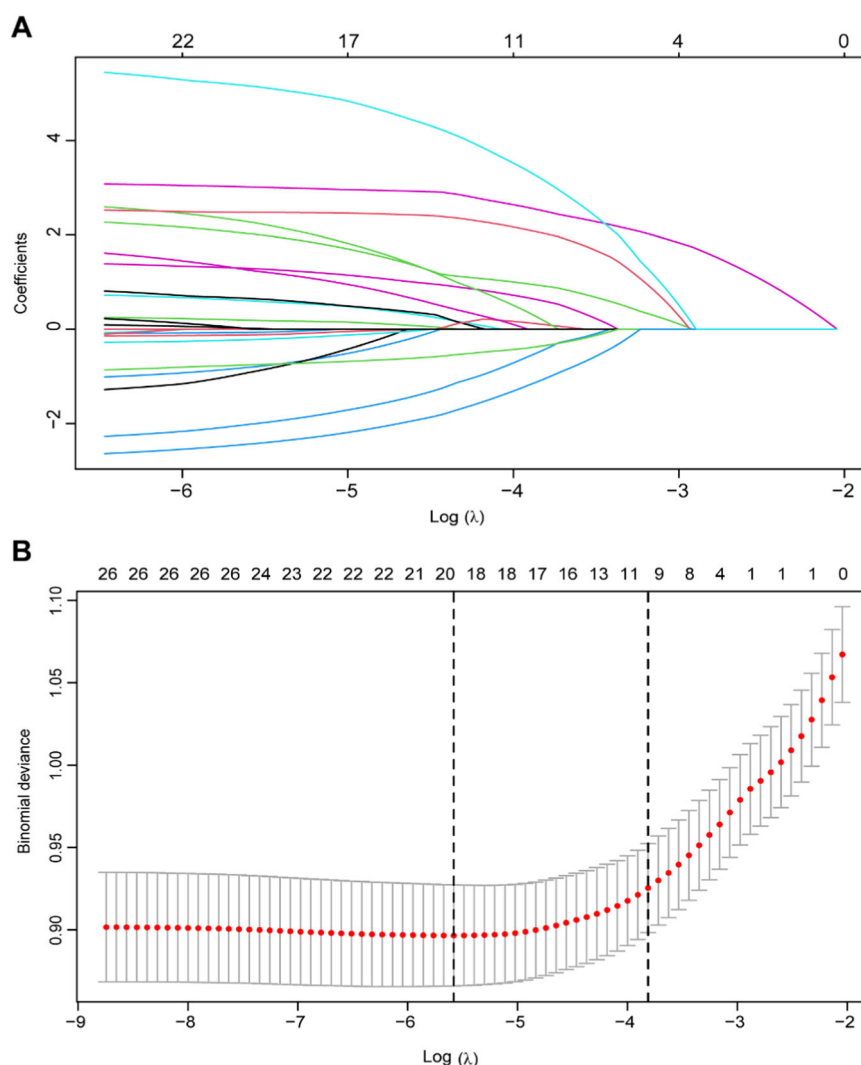 A
22 17 11 4 0
4
2
0
−2
Coefficients
−6 −5 −4 −3 −2
Log (λ)
B
26 26 26 26 26 24 23 22 22 22 21 20 18 18 17 16 13 11 9 8 4 1 1 1 0
1.10
1.05
1.00
0.95
0.90
Binomial deviance
−9 −8 −7 −6 −5 −4 −3 −2
Log (λ)